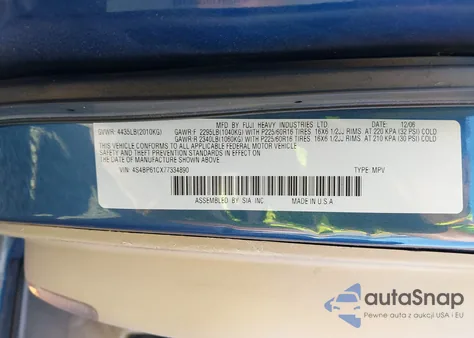 MFD. BY FUJI HEAVY INDUSTRIES LTD. 12/06
GVWR: 4435LB(2010KG) GAWR:F 2295LB(1040KG) WITH P225/60R16 TIRES 16X6 1/2JJ RIMS AT 220 KPA (32 PSI) COLD
GAWR:R 2340LB(1060KG) WITH P225/60R16 TIRES 16X6 1/2JJ RIMS AT 210 KPA (30 PSI) COLD
THIS VEHICLE CONFORMS TO ALL APPLICABLE FEDERAL MOTOR VEHICLE
SAFETY AND THEFT PREVENTION STANDARDS IN EFFECT ON THE DATE OF
MANUFACTURE SHOWN ABOVE.
VIN: 4S4BP61CX77334890 TYPE: MPV
ASSEMBLED BY SIA INC. MADE IN U.S.A
autoSnap
Pewne auta z aukcji USA i EU